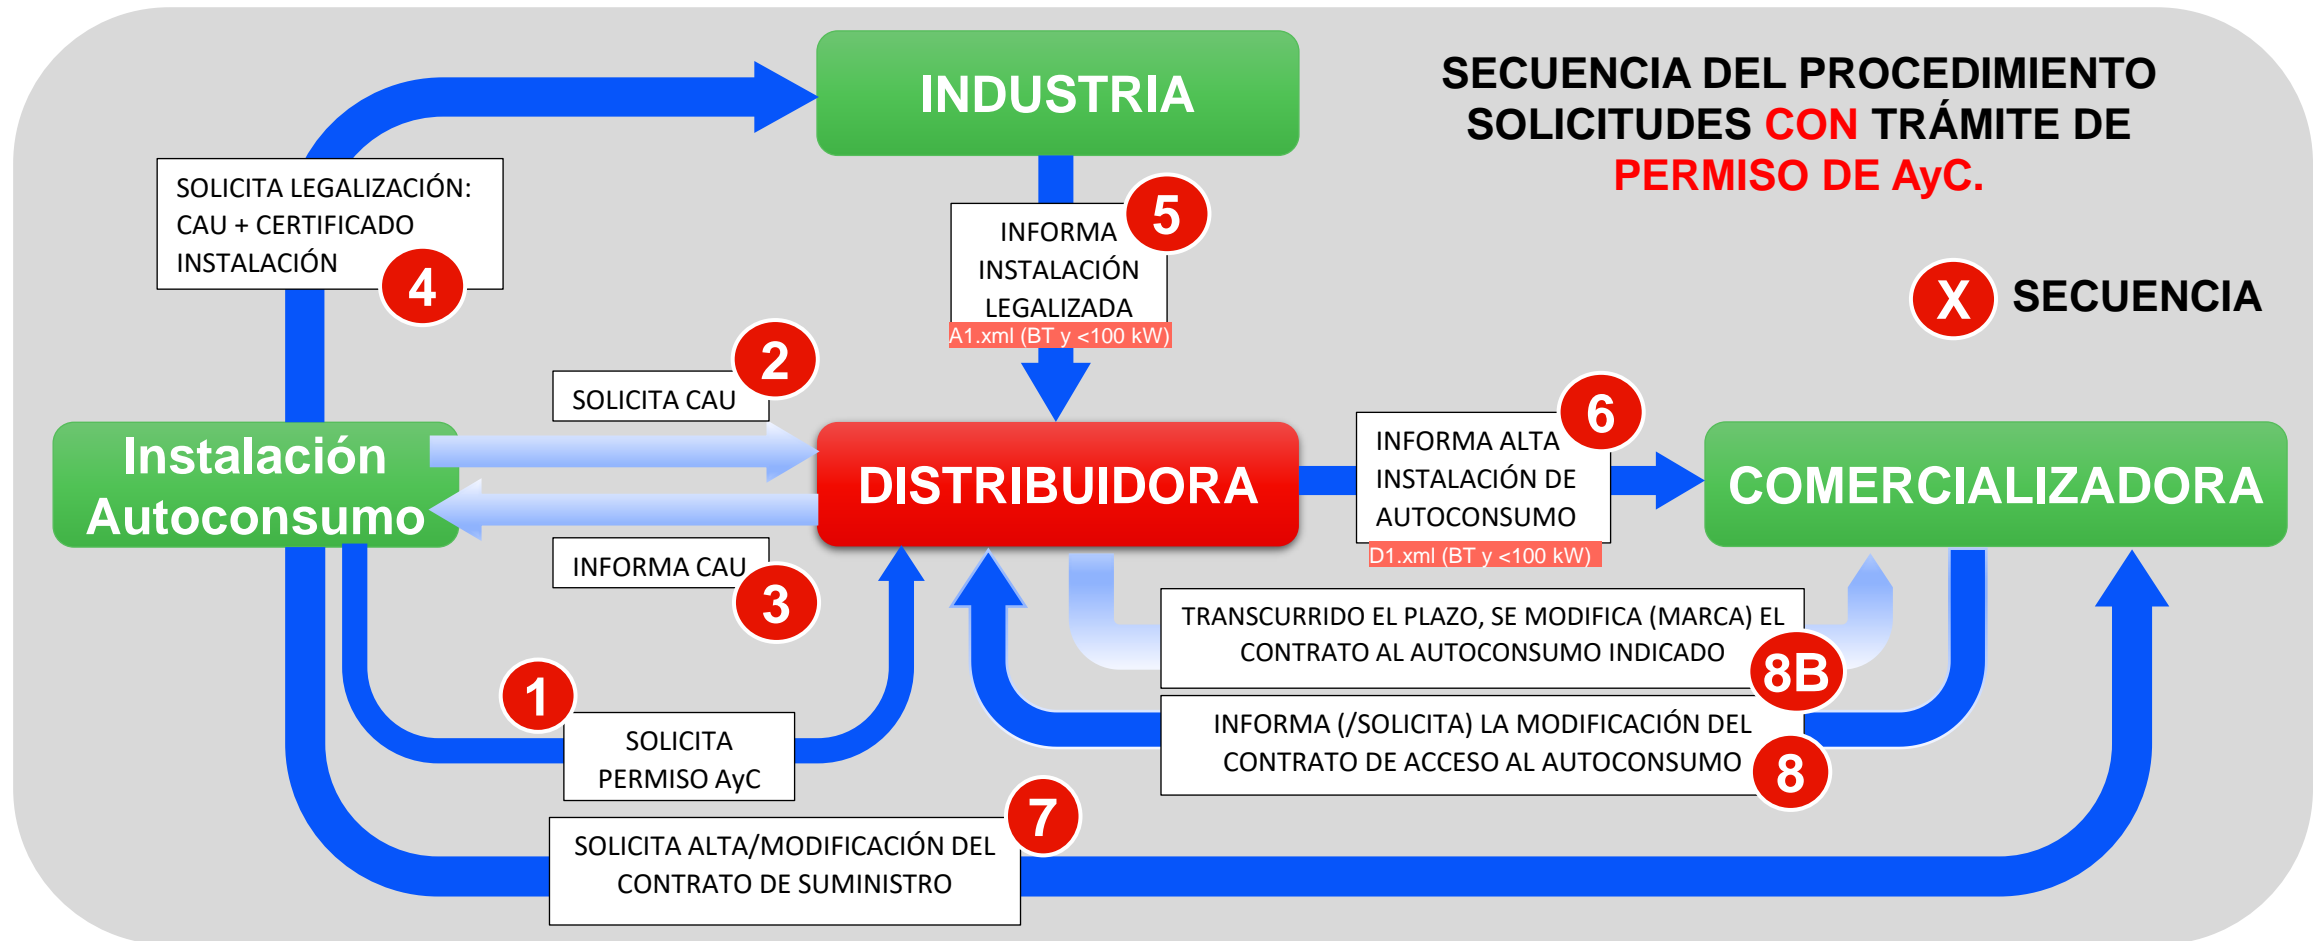 INDUSTRIA
SECUENCIA DEL PROCEDIMIENTO
SOLICITUDES CON TRÁMITE DE
PERMISO DE AyC.
X SECUENCIA
SOLICITA LEGALIZACIÓN:
CAU + CERTIFICADO
INSTALACIÓN
4
5
INFORMA
INSTALACIÓN
LEGALIZADA
A1.xml (BT y <100 kW)
2
SOLICITA CAU
Instalación
Autoconsumo
DISTRIBUIDORA
6
INFORMA ALTA
INSTALACIÓN DE
AUTOCONSUMO
D1.xml (BT y <100 kW)
COMERCIALIZADORA
INFORMA CAU
3
TRANSCURRIDO EL PLAZO, SE MODIFICA (MARCA) EL
CONTRATO AL AUTOCONSUMO INDICADO
8B
1
SOLICITA
PERMISO AyC
INFORMA (/SOLICITA) LA MODIFICACIÓN DEL
CONTRATO DE ACCESO AL AUTOCONSUMO
8
7
SOLICITA ALTA/MODIFICACIÓN DEL
CONTRATO DE SUMINISTRO